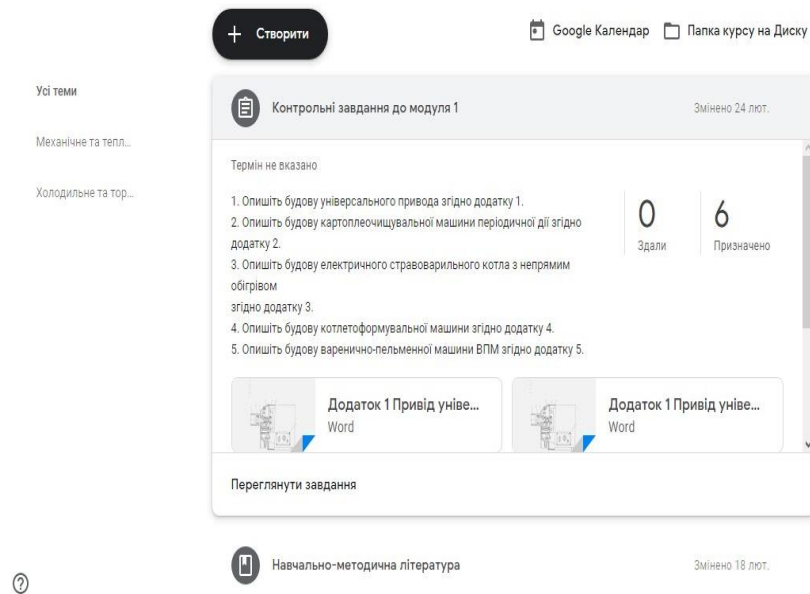 Створити
Google Календар
Папка курсу на Диску
Усі теми
Механічне та тепл...
Холодильне та тор...
Контрольні завдання до модуля 1
Змінено 24 лют.
Термін не вказано
1. Опишіть будову універсального привода згідно додатку 1.
2. Опишіть будову картоплеочищувальної машини періодичної дії згідно
додатку 2.
3. Опишіть будову електричного стравоварильного котла з непрямим
обігрівом
згідно додатку 3.
4. Опишіть будову котлетоформувальної машини згідно додатку 4.
5. Опишіть будову варенично-пельменної машини ВПМ згідно додатку 5.
0
Здали
6
Призначено
Додаток 1 Привід уніве...
Word
Додаток 1 Привід уніве...
Word
Переглянути завдання
Навчально-методична література
Змінено 18 лют.